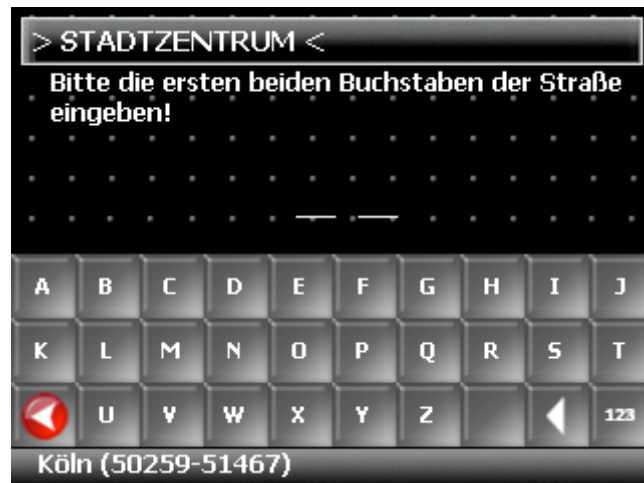 > STADTZENTRUM <
Bitte die ersten beiden Buchstaben der Straße
eingeben!
A B C D E F G H I J
K L M N O P Q R S T
U V W X Y Z 123
Köln (50259-51467)